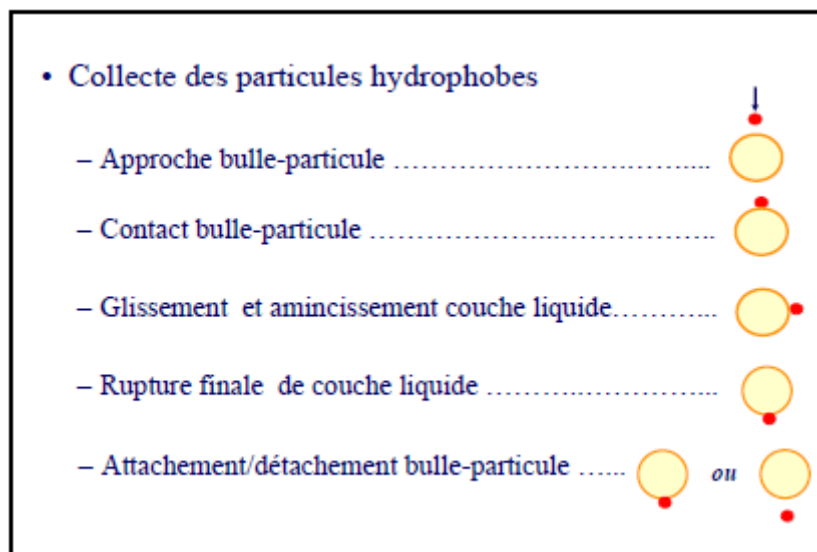 • Collecte des particules hydrophobes
– Approche bulle-particule ……………………….……....
– Contact bulle-particule ………………....……………..
– Glissement et amincissement couche liquide………...
– Rupture finale de couche liquide ………..…………...
– Attachement/détachement bulle-particule …... ou